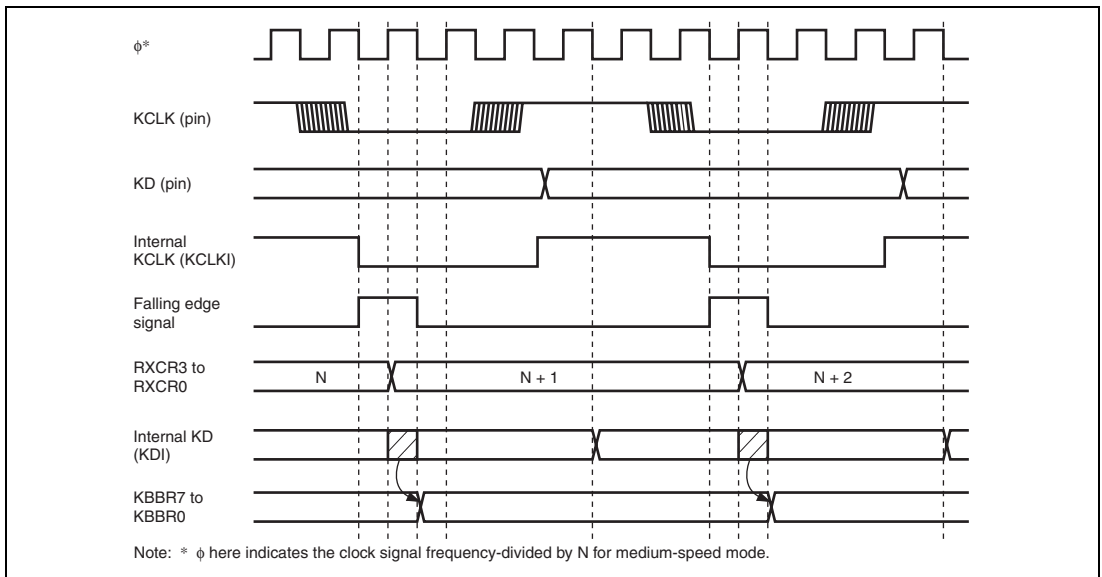 ϕ*
KCLK (pin)
KD (pin)
Internal
KCLK (KCLKI)
Falling edge
signal
RXCR3 to
RXCR0
N
N + 1
N + 2
Internal KD
(KDI)
KBBR7 to
KBBR0
Note: * ϕ here indicates the clock signal frequency-divided by N for medium-speed mode.